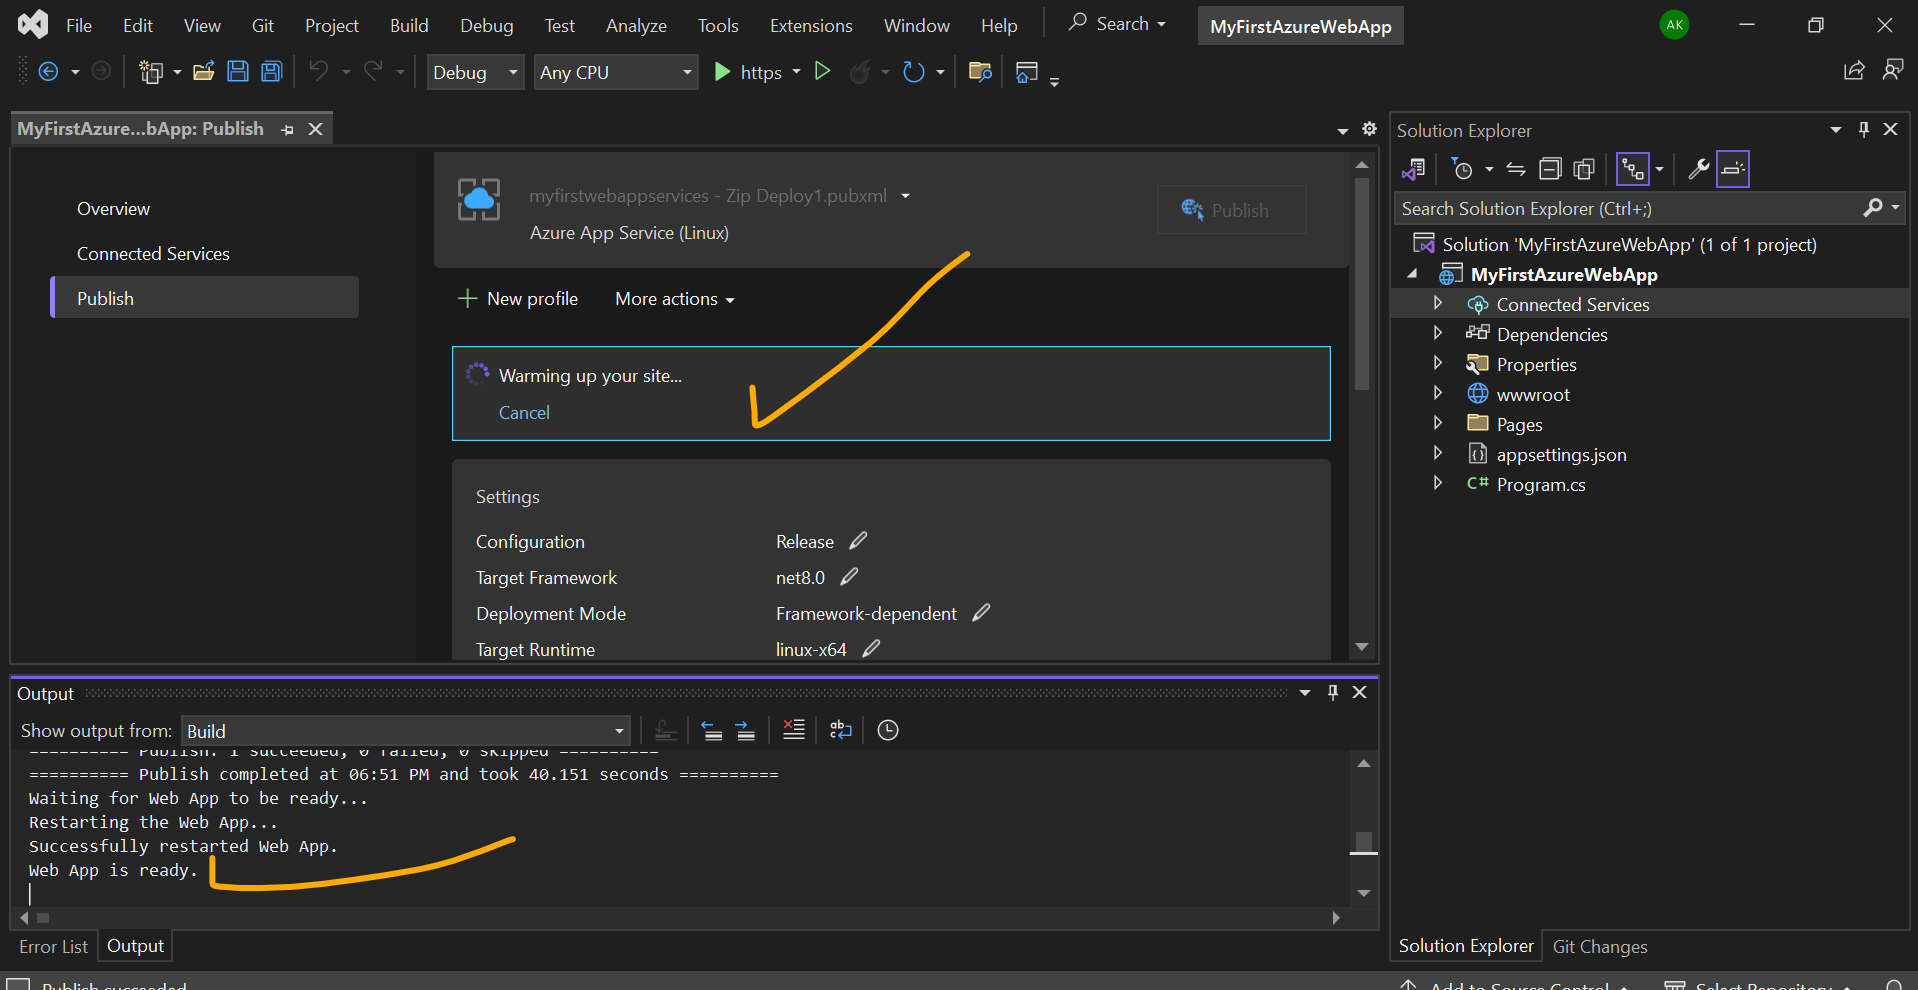 File Edit View Git Project Build Debug Test Analyze Tools Extensions Window Help Search MyFirstAzureWebApp AK
Debug Any CPU https
MyFirstAzure...bApp: Publish
Overview
Connected Services
Publish
myfirstwebappservices - Zip Deploy1.pubxml
Azure App Service (Linux)
Publish
New profile More actions
Warming up your site...
Cancel
Settings
Configuration Release
Target Framework net8.0
Deployment Mode Framework-dependent
Target Runtime linux-x64
Output
Show output from: Build
========== Publish: 1 succeeded, 0 failed, 0 skipped ==========
========== Publish completed at 06:51 PM and took 40.151 seconds ==========
Waiting for Web App to be ready...
Restarting the Web App...
Successfully restarted Web App.
Web App is ready.
Error List Output
Solution Explorer
Search Solution Explorer (Ctrl+;)
Solution 'MyFirstAzureWebApp' (1 of 1 project)
MyFirstAzureWebApp
Connected Services
Dependencies
Properties
wwwroot
Pages
appsettings.json
C# Program.cs
Solution Explorer Git Changes
Publish succeeded Add to Source Control Select Repository